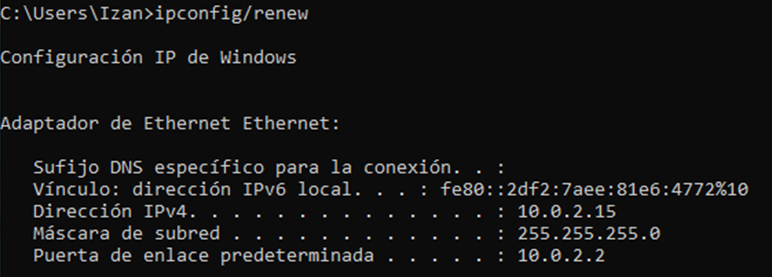 C:\Users\Izan>ipconfig/renew
Configuración IP de Windows
Adaptador de Ethernet Ethernet:
Sufijo DNS específico para la conexión. . :
Vínculo: dirección IPv6 local. . . : fe80::2df2:7aee:81e6:4772%10
Dirección IPv4. . . . . . . . . . . . . . : 10.0.2.15
Máscara de subred . . . . . . . . . . . . : 255.255.255.0
Puerta de enlace predeterminada . . . . . : 10.0.2.2